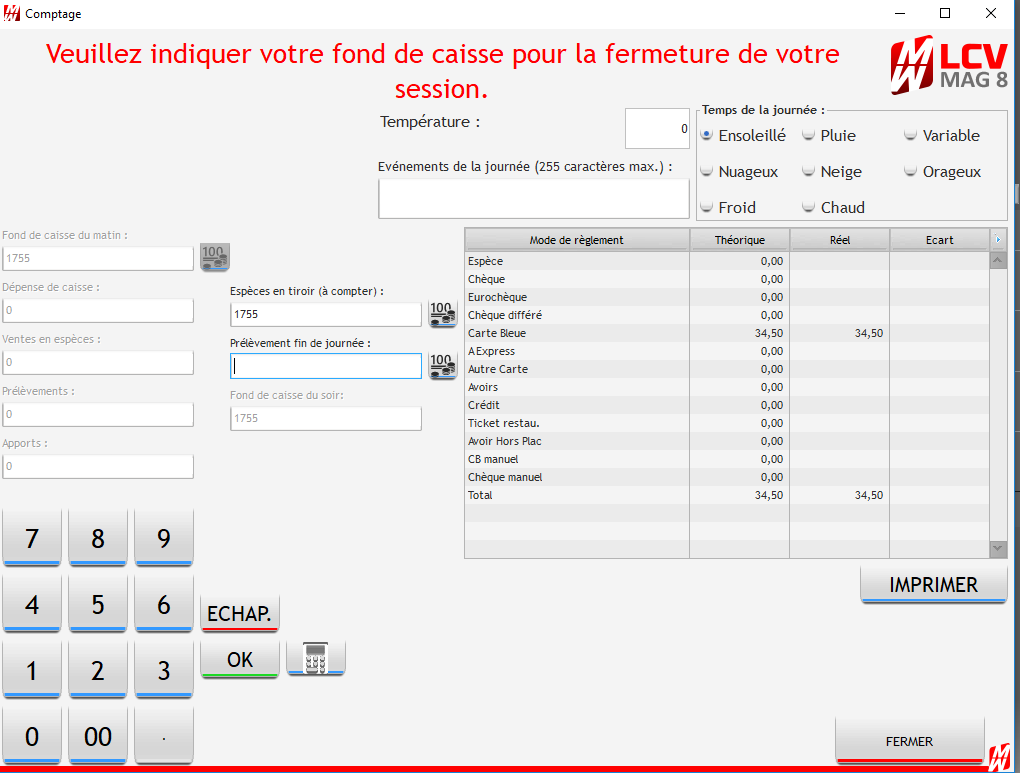 Comptage
Veuillez indiquer votre fond de caisse pour la fermeture de votre
session.
LCV
MAG 8
Température :
0
Temps de la journée :
Ensoleillé
Pluie
Variable
Nuageux
Neige
Orageux
Froid
Chaud
Evénements de la journée (255 caractères max.) :
Fond de caisse du matin :
1755
100
Dépense de caisse :
0
Ventes en espèces :
0
Prélèvements :
0
Apports :
0
Espèces en tiroir (à compter) :
1755
100
Prélèvement fin de journée :
100
Fond de caisse du soir:
1755
Mode de règlement Théorique Réel Ecart
Espèce 0,00
Chèque 0,00
Eurochèque 0,00
Chèque différé 0,00
Carte Bleue 34,50 34,50
A Express 0,00
Autre Carte 0,00
Avoirs 0,00
Crédit 0,00
Ticket restau. 0,00
Avoir Hors Plac 0,00
CB manuel 0,00
Chèque manuel 0,00
Total 34,50 34,50
7 8 9
4 5 6
1 2 3
0 00 .
ECHAP.
OK
IMPRIMER
FERMER